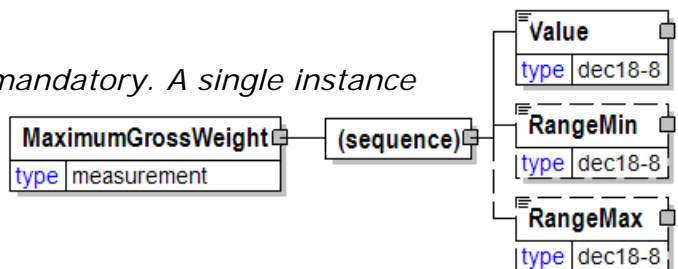 mandatory. A single instance
MaximumGrossWeight
type measurement
(sequence)
Value
type dec18-8
RangeMin
type dec18-8
RangeMax
type dec18-8